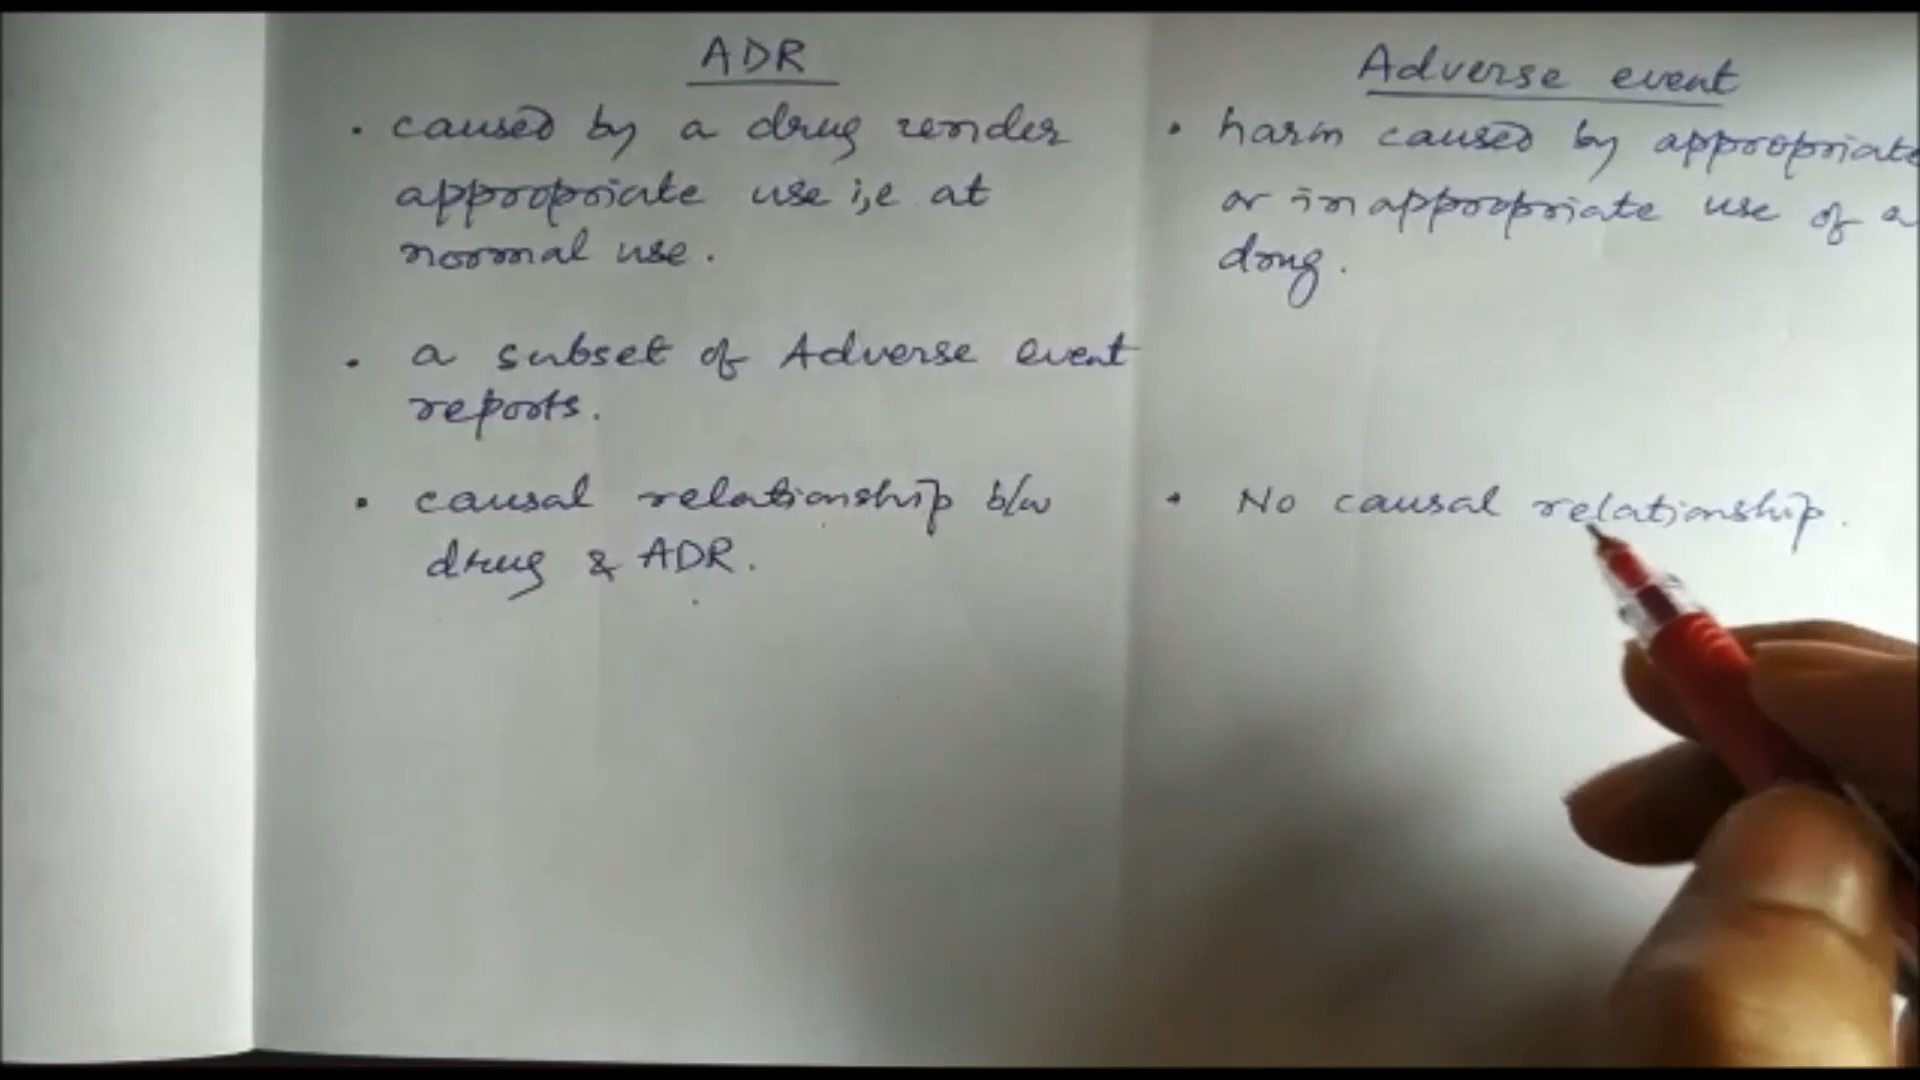 ADR
. caused by a drug under
appropriate use i,e at
normal use.
. a subset of Adverse event
reports.
. causal relationship b/w
drug & ADR.
Adverse event
. harm caused by appropriate
or inappropriate use of a
drug.
. No causal relationship.